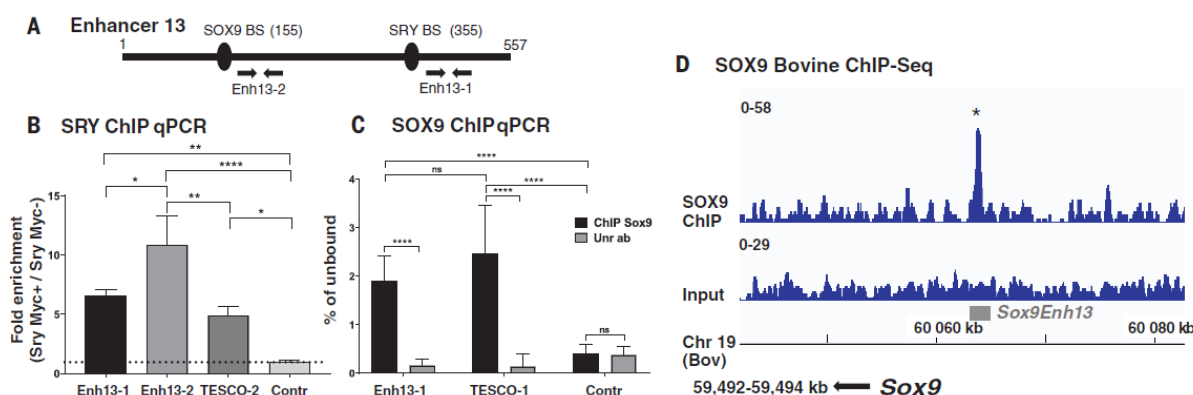 A Enhancer 13
SOX9 BS (155) SRY BS (355)
1 557
Enh13-2 Enh13-1
B SRY ChIP qPCR
** 
****
* **
*
15
10
5
0
Fold enrichment
(Sry Myc+ / Sry Myc-)
Enh13-1 Enh13-2 TESCO-2 Contr
C SOX9 ChIP qPCR
****
ns
****
****
****
ns
4
3
2
1
0
% of unbound
ChIP Sox9
Unr ab
Enh13-1 TESCO-1 Contr
D SOX9 Bovine ChIP-Seq
0-58
*
SOX9
ChIP
0-29
Input
Sox9Enh13
60 060 kb 60 080 kb
Chr 19
(Bov)
59,492-59,494 kb Sox9